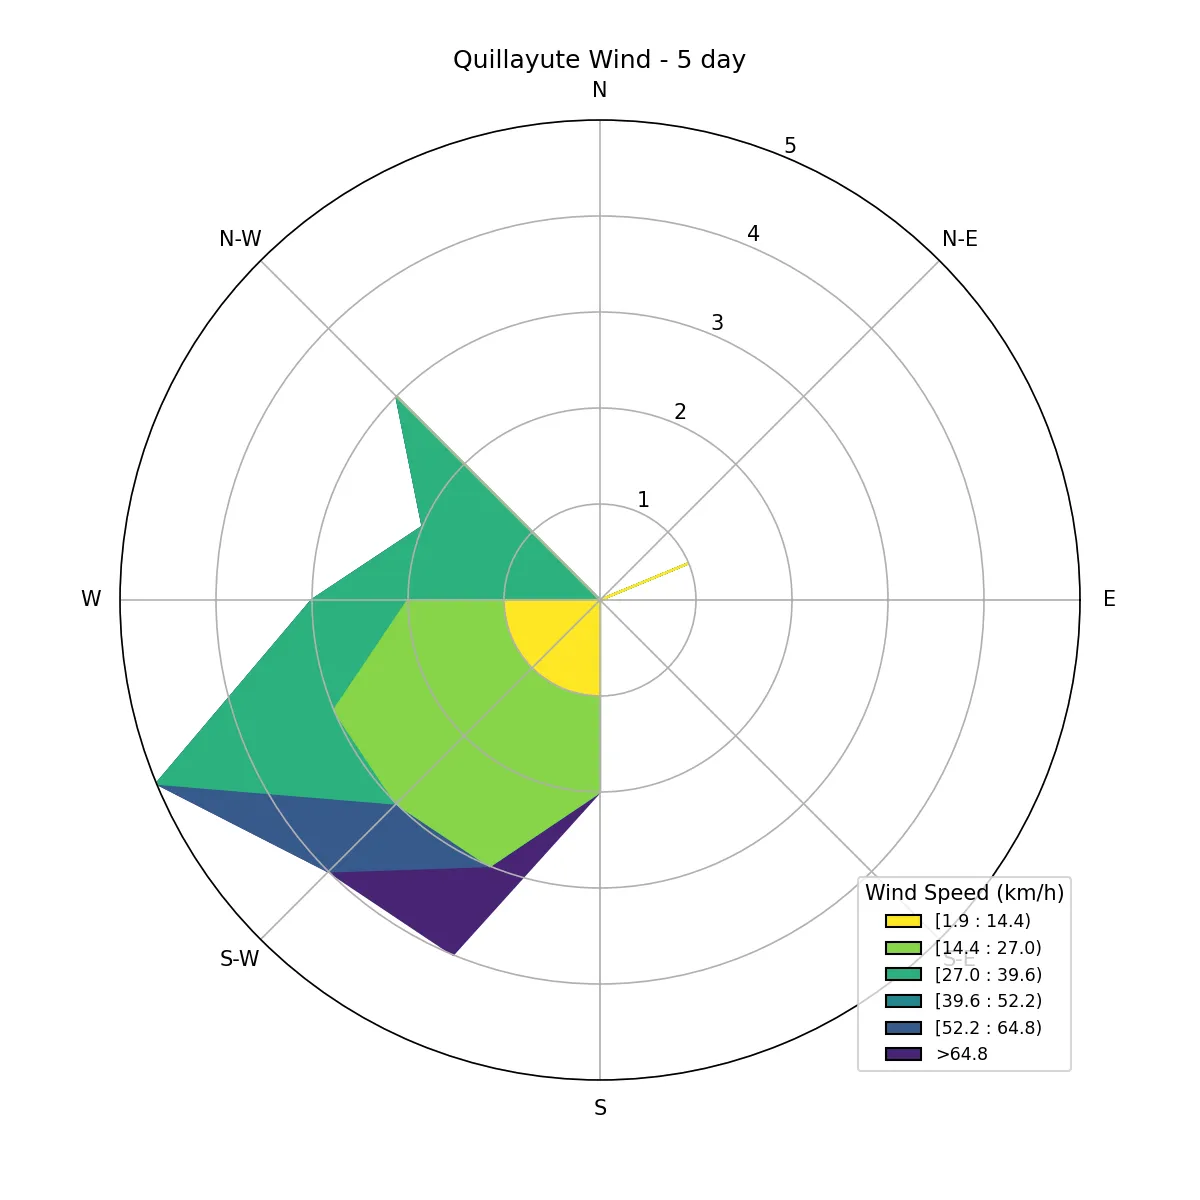 Quillayute Wind - 5 day
N
5
N-W
N-E
4
3
2
1
W
E
Wind Speed (km/h)
[1.9 : 14.4)
[14.4 : 27.0)
S-W
S-E
[27.0 : 39.6)
[39.6 : 52.2)
[52.2 : 64.8)
>64.8
S